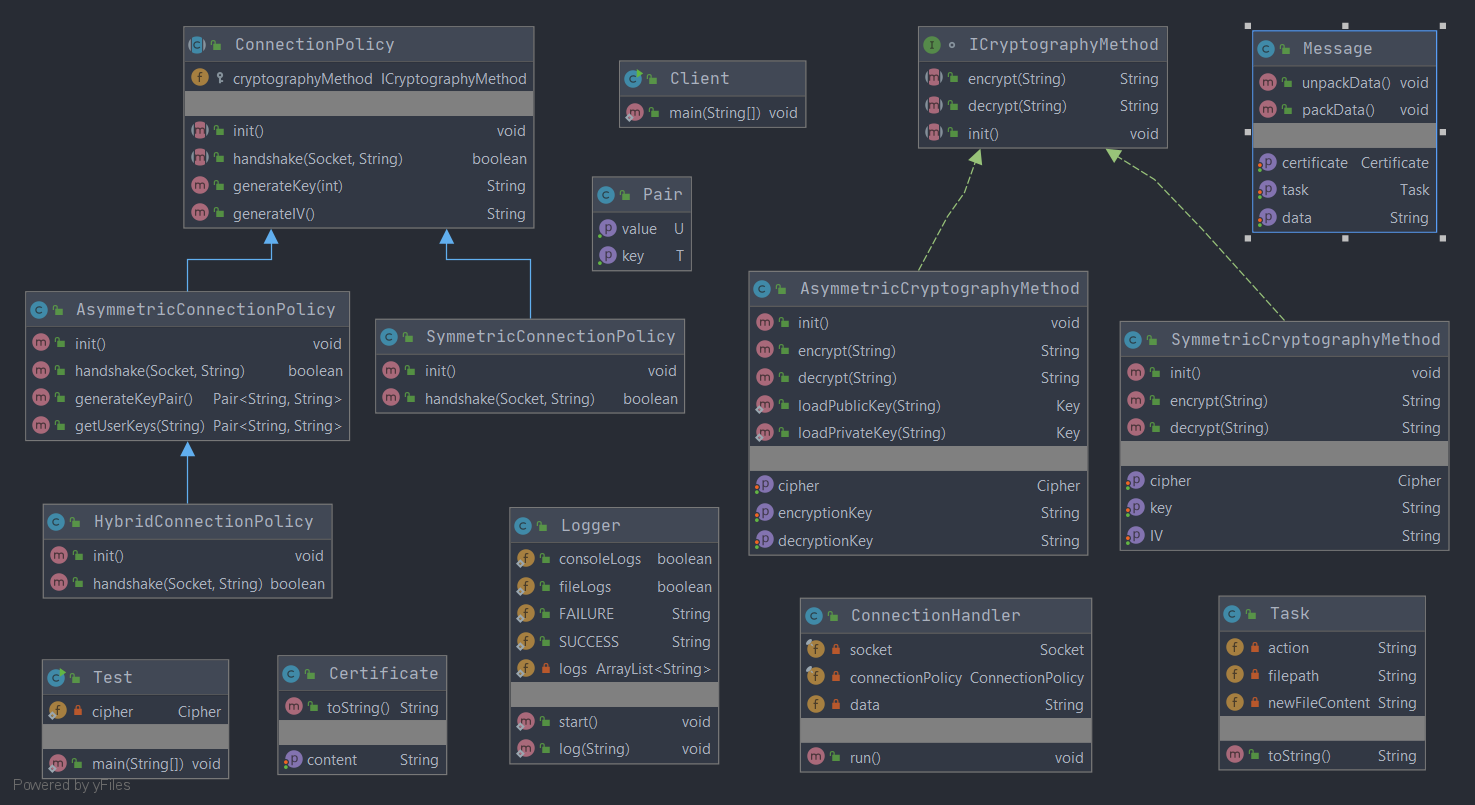 ConnectionPolicy
cryptographyMethod ICryptographyMethod
init() void
handshake(Socket, String) boolean
generateKey(int) String
generateIV() String
Client
main(String[]) void
ICryptographyMethod
encrypt(String) String
decrypt(String) String
init() void
Message
unpackData() void
packData() void
certificate Certificate
task Task
data String
Pair
value U
key T
AsymmetricConnectionPolicy
init() void
handshake(Socket, String) boolean
generateKeyPair() Pair<String, String>
getUserKeys(String) Pair<String, String>
SymmetricConnectionPolicy
init() void
handshake(Socket, String) boolean
AsymmetricCryptographyMethod
init() void
encrypt(String) String
decrypt(String) String
loadPublicKey(String) Key
loadPrivateKey(String) Key
cipher Cipher
encryptionKey String
decryptionKey String
SymmetricCryptographyMethod
init() void
encrypt(String) String
decrypt(String) String
cipher Cipher
key String
IV String
HybridConnectionPolicy
init() void
handshake(Socket, String) boolean
Logger
consoleLogs boolean
fileLogs boolean
FAILURE String
SUCCESS String
logs ArrayList<String>
start() void
log(String) void
ConnectionHandler
socket Socket
connectionPolicy ConnectionPolicy
data String
run() void
Task
action String
filepath String
newFileContent String
toString() String
Test
cipher Cipher
main(String[]) void
Certificate
toString() String
content String
Powered by yFiles